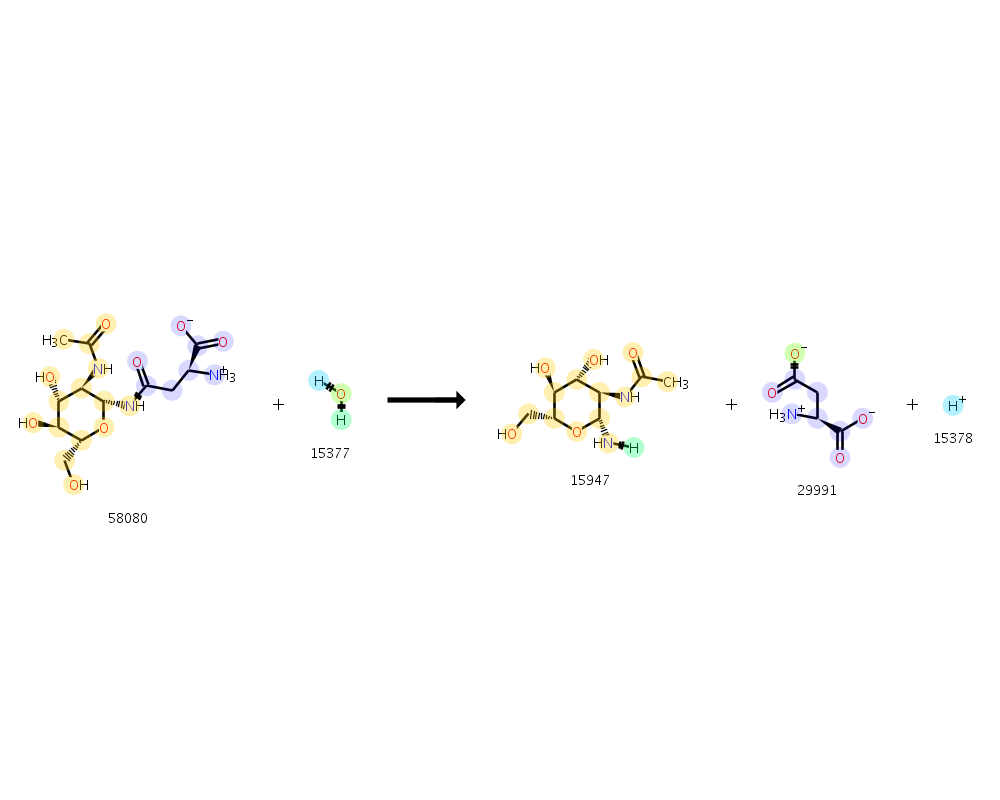 H₃C O
NH
HO
HO
O
OH
NH
O
O⁻
O
NH₃⁺
58080
+
H
O
H
15377
HO
OH
O
CH₃
NH
HO
O
HN
H
15947
+
O⁻
O
H₃N⁺
O⁻
O
29991
+
H⁺
15378